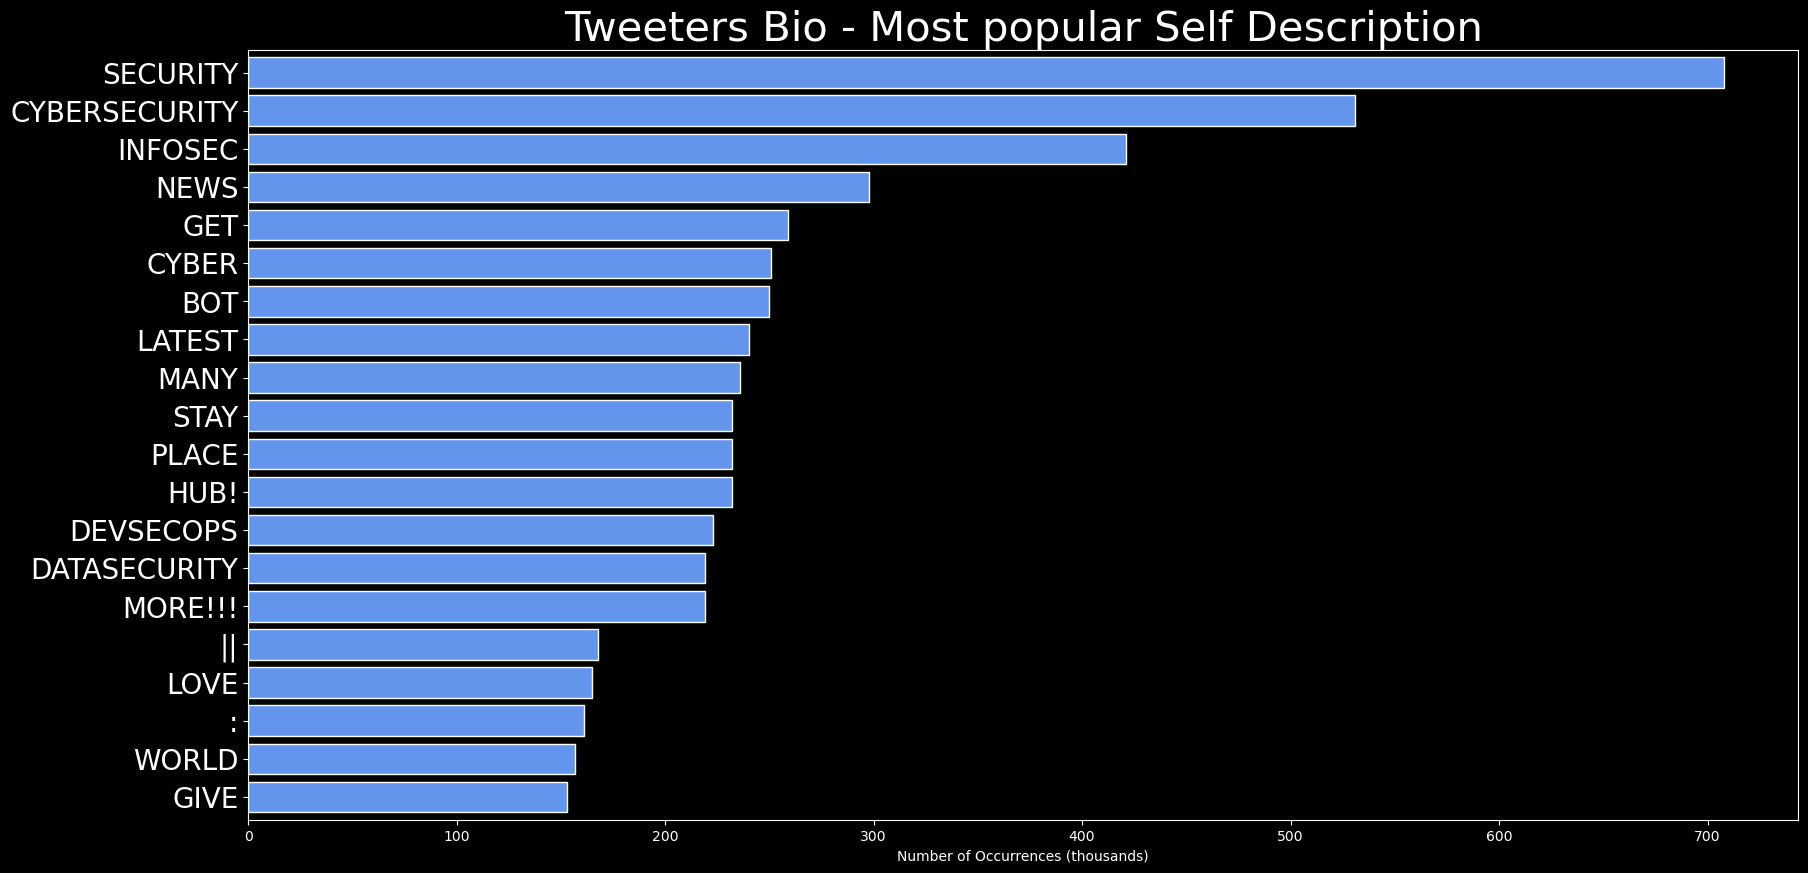 Tweeters Bio - Most popular Self Description
SECURITY
CYBERSECURITY
INFOSEC
NEWS
GET
CYBER
BOT
LATEST
MANY
STAY
PLACE
HUB!
DEVSECOPS
DATASECURITY
MORE!!!
||
LOVE
:
WORLD
GIVE
0 100 200 300 400 500 600 700
Number of Occurrences (thousands)